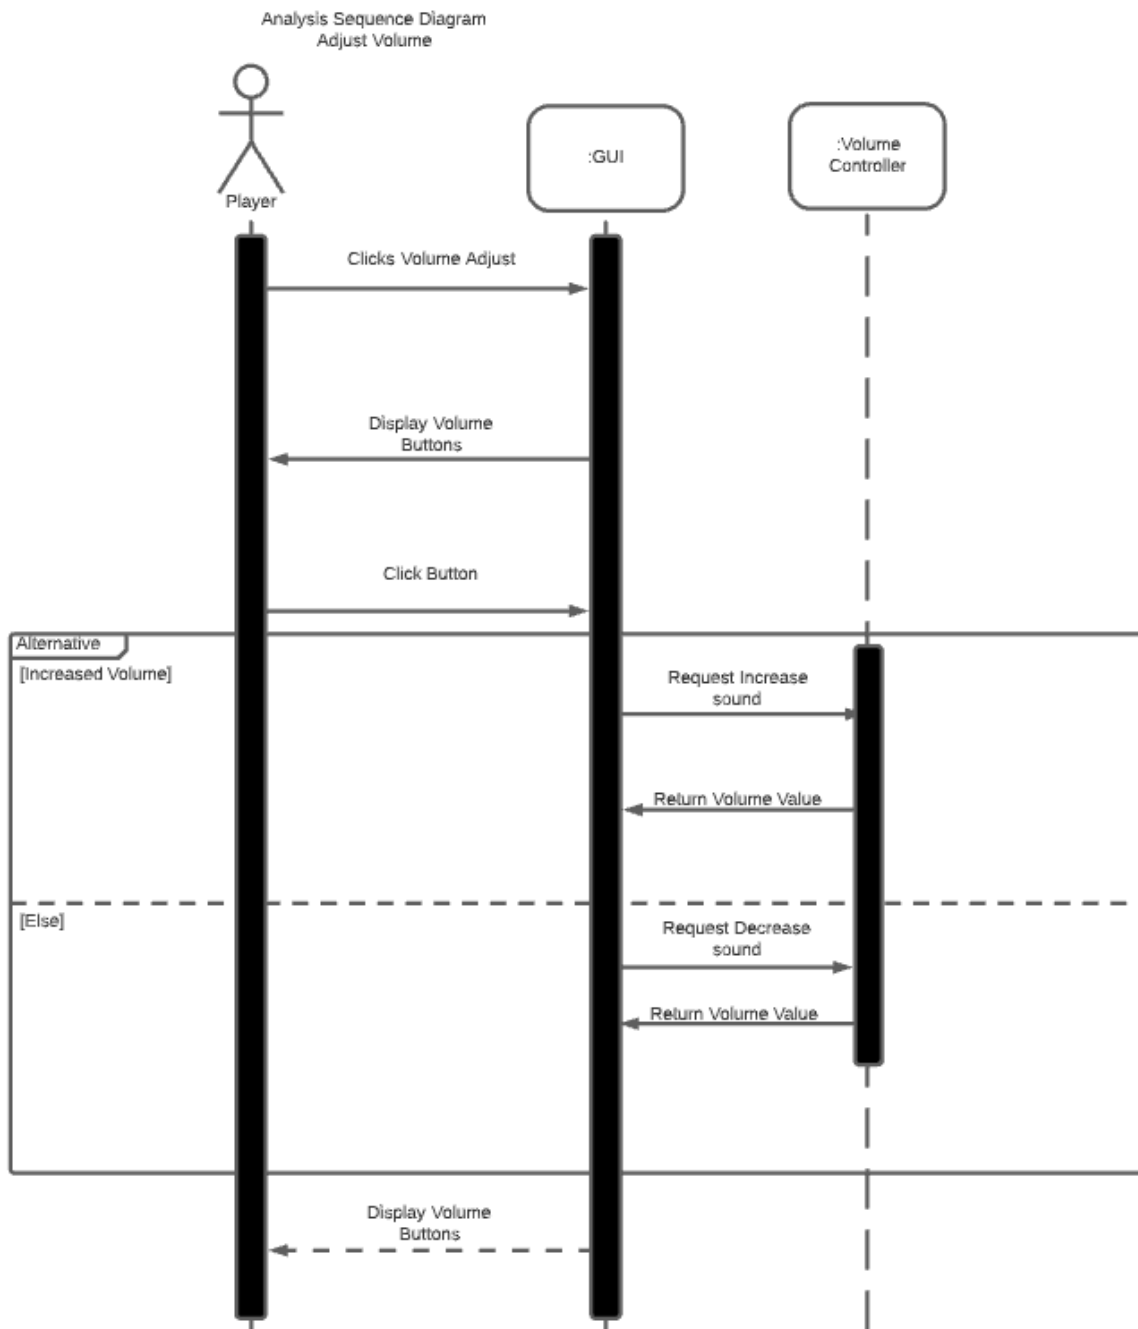 Analysis Sequence Diagram
Adjust Volume
Player
:GUI
:Volume
Controller
Clicks Volume Adjust
Display Volume
Buttons
Click Button
Alternative
[Increased Volume]
Request Increase
sound
Return Volume Value
[Else]
Request Decrease
sound
Return Volume Value
Display Volume
Buttons